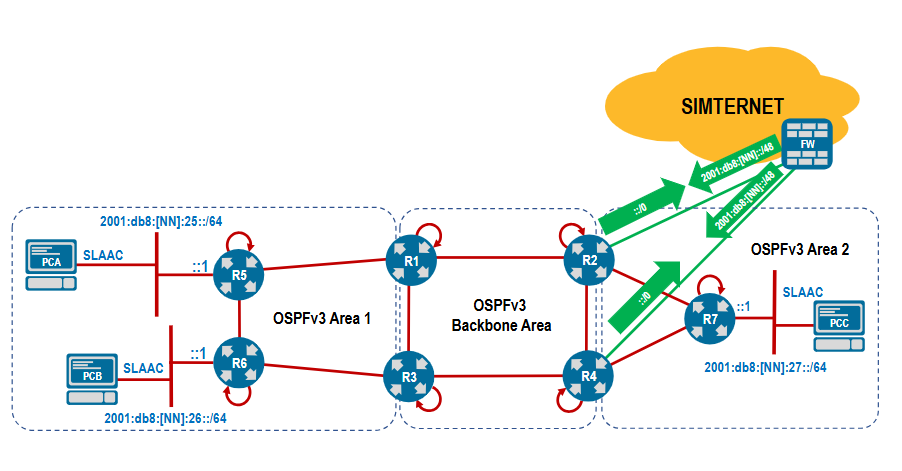 SIMTERNET
FW
2001:db8:[NN]::/48
2001:db8:[NN]::/48
::/0
::/0
2001:db8:[NN]:25::/64
PCA
SLAAC
::1
R5
R1
R2
OSPFv3 Area 2
OSPFv3 Area 1
OSPFv3
Backbone Area
R7
::1
SLAAC
PCC
2001:db8:[NN]:27::/64
PCB
SLAAC
::1
R6
R3
R4
2001:db8:[NN]:26::/64